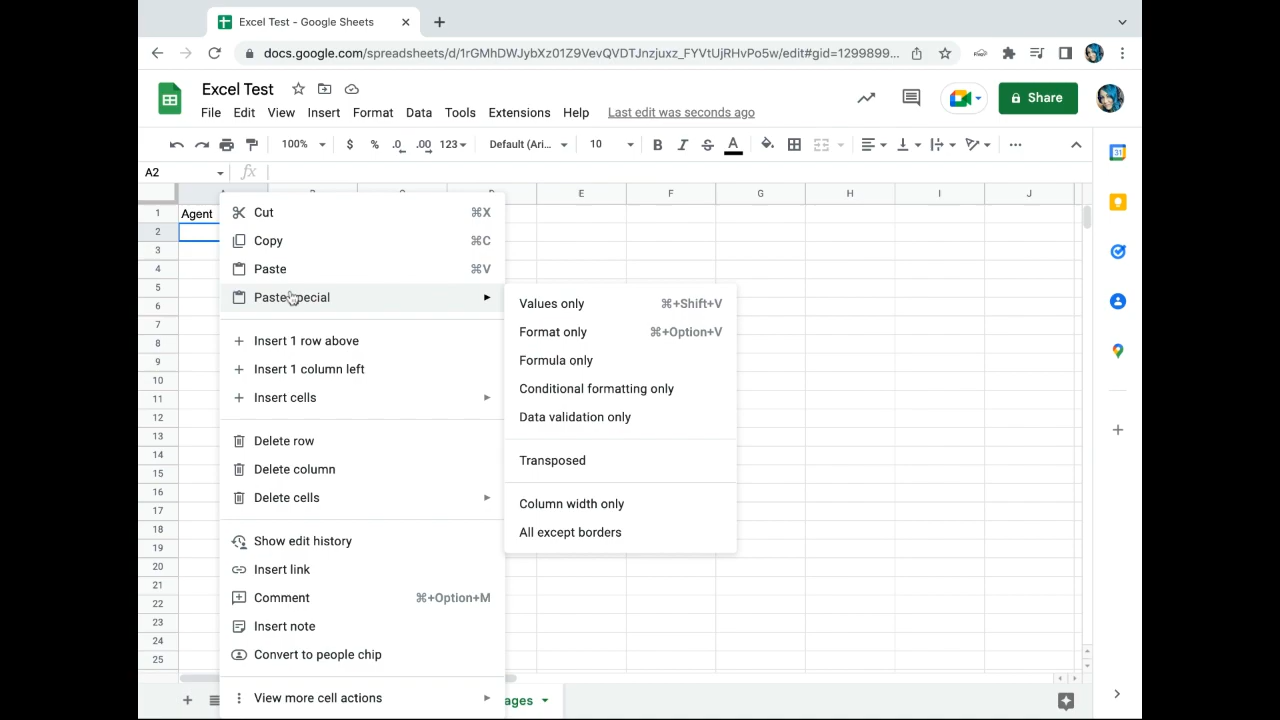 Excel Test - Google Sheets
docs.google.com/spreadsheets/d/1rGMhDWJybXz01Z9VevQVDTJnzjuxz_FYVtUjRHvPo5w/edit#gid=1299899...
Excel Test
File Edit View Insert Format Data Tools Extensions Help Last edit was seconds ago
Share
100% $ % .0 .00 123 Default (Ari... 10 B I S A
A2 fx
E F G H I J
1 Agent
2
3
4
5
6
7
8
9
10
11
12
13
14
15
16
17
18
19
20
21
22
23
24
25
Cut ⌘X
Copy ⌘C
Paste ⌘V
Paste special
Insert 1 row above
Insert 1 column left
Insert cells
Delete row
Delete column
Delete cells
Show edit history
Insert link
Comment ⌘+Option+M
Insert note
Convert to people chip
View more cell actions
Values only ⌘+Shift+V
Format only ⌘+Option+V
Formula only
Conditional formatting only
Data validation only
Transposed
Column width only
All except borders
ages
31